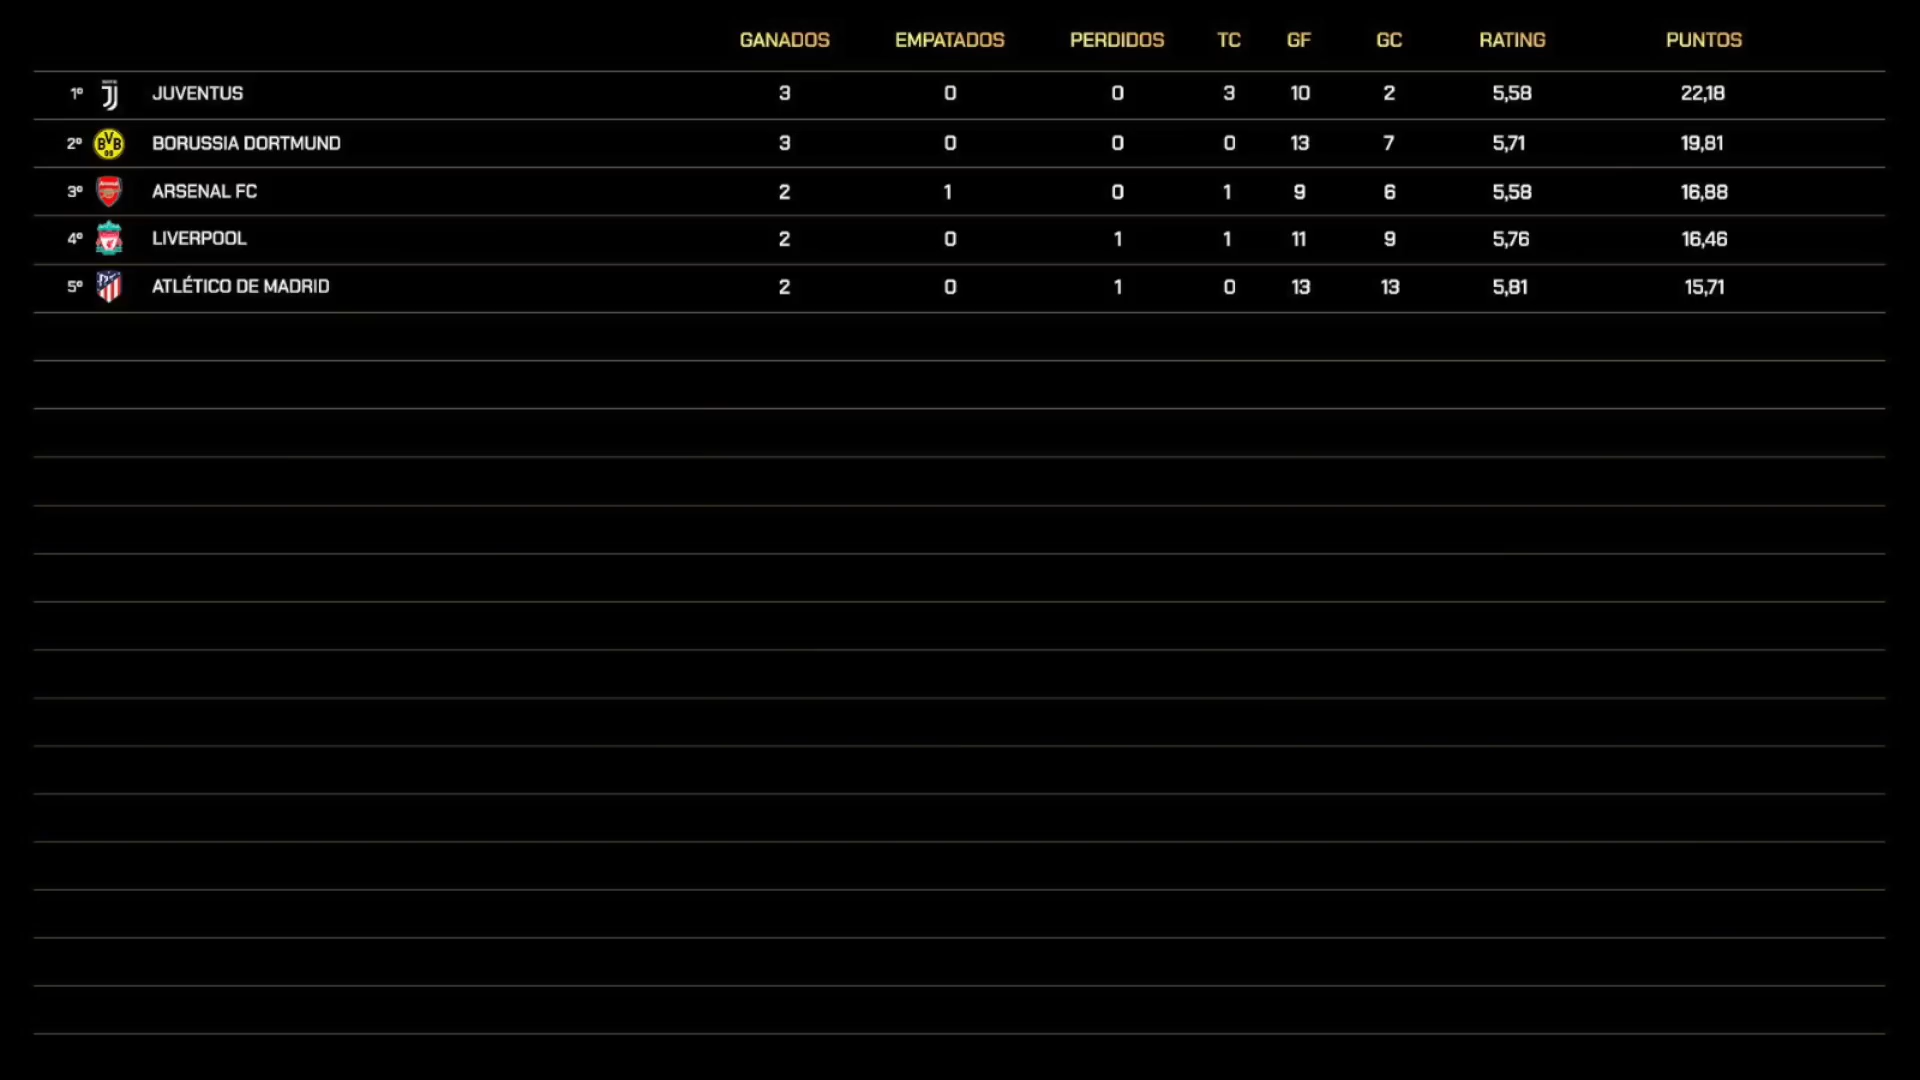 GANADOS EMPATADOS PERDIDOS TC GF GC RATING PUNTOS
1º JUVENTUS 3 0 0 3 10 2 5,58 22,18
2º BVB 09 BORUSSIA DORTMUND 3 0 0 0 13 7 5,71 19,81
3º Arsenal ARSENAL FC 2 1 0 1 9 6 5,58 16,88
4º LIVERPOOL 2 0 1 1 11 9 5,76 16,46
5º ATLÉTICO DE MADRID 2 0 1 0 13 13 5,81 15,71